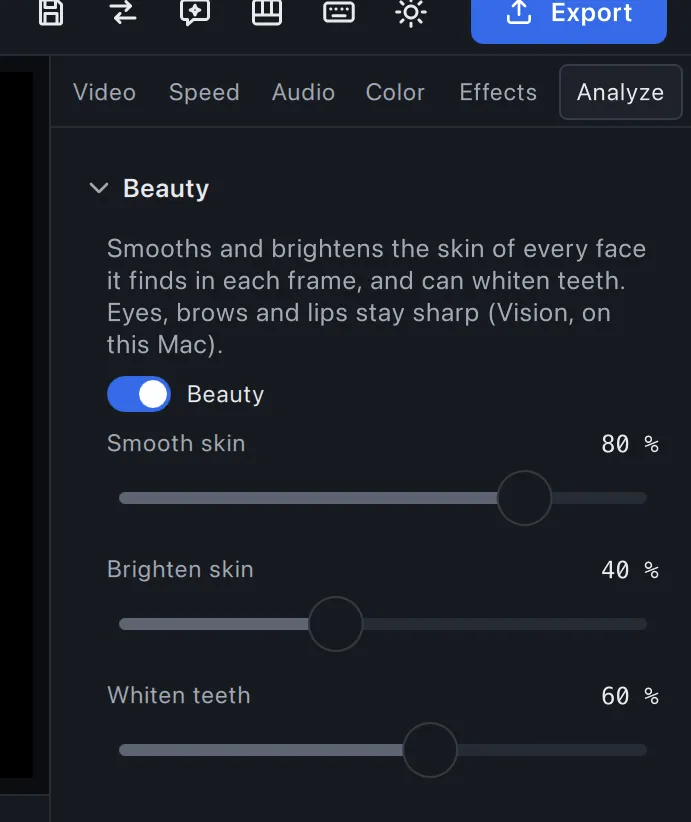 Export
Video Speed Audio Color Effects Analyze
Beauty
Smooths and brightens the skin of every face
it finds in each frame, and can whiten teeth.
Eyes, brows and lips stay sharp (Vision, on
this Mac).
Beauty
Smooth skin 80 %
Brighten skin 40 %
Whiten teeth 60 %